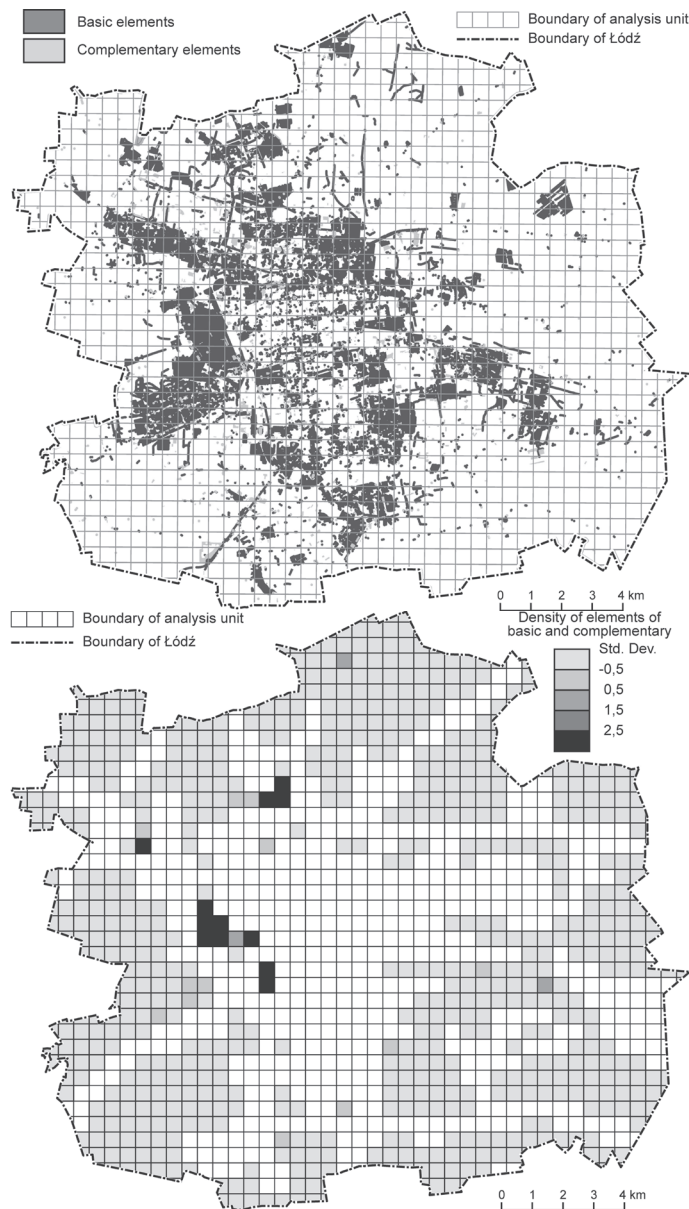 Basic elements
Complementary elements
Boundary of analysis unit
Boundary of Łódź
0 1 2 3 4 km
Boundary of analysis unit
Boundary of Łódź
Density of elements of
basic and complementary
Std. Dev.
-0,5
0,5
1,5
2,5
0 1 2 3 4 km